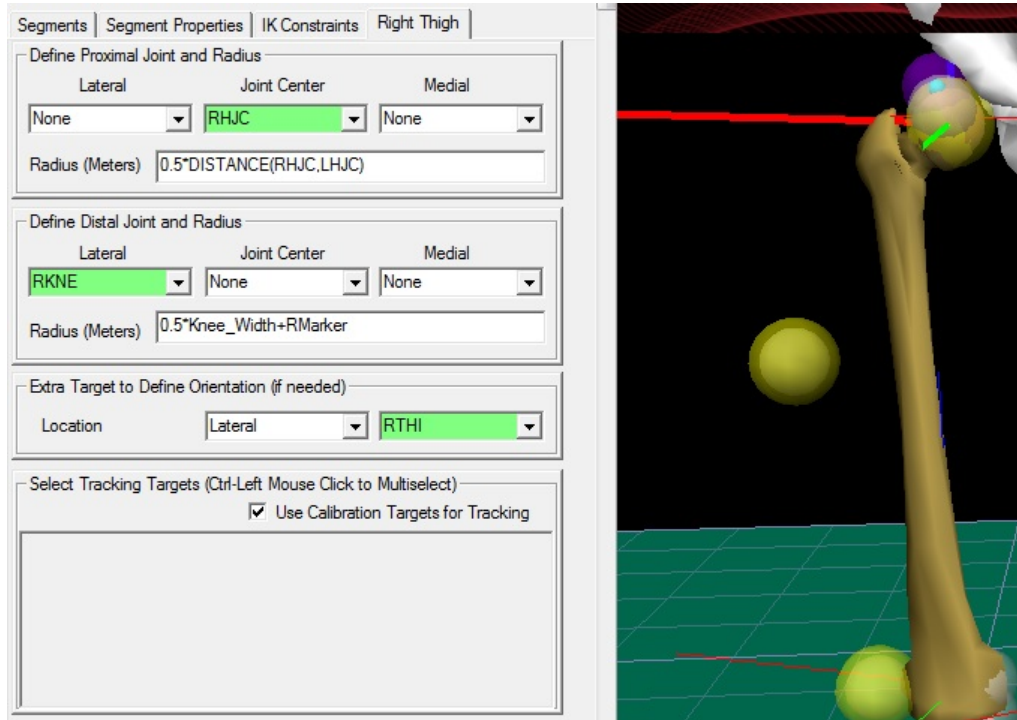 Segments Segment Properties IK Constraints Right Thigh
Define Proximal Joint and Radius
Lateral Joint Center Medial
None RHJC None
Radius (Meters) 0.5*DISTANCE(RHJC,LHJC)
Define Distal Joint and Radius
Lateral Joint Center Medial
RKNE None None
Radius (Meters) 0.5*Knee_Width+RMarker
Extra Target to Define Orientation (if needed)
Location Lateral RTHI
Select Tracking Targets (Ctrl-Left Mouse Click to Multiselect)
Use Calibration Targets for Tracking